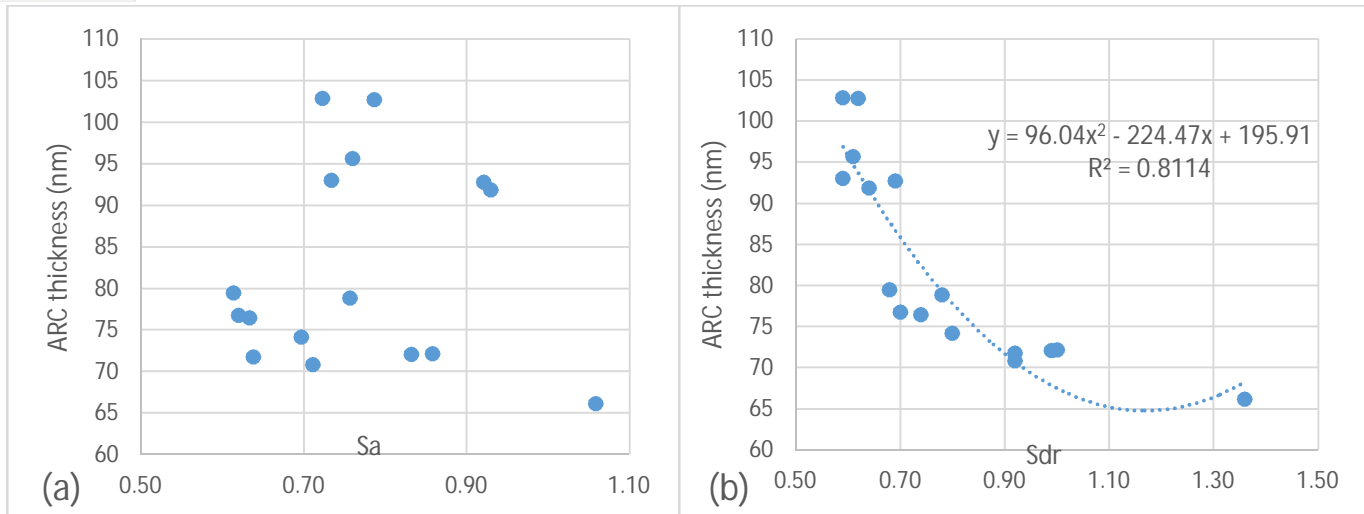 110
105
100
95
90
85
80
75
70
65
60
ARC thickness (nm)
Sa
0.50 0.70 0.90 1.10
(a)
110
105
100
95
90
85
80
75
70
65
60
ARC thickness (nm)
y = 96.04x² - 224.47x + 195.91
R² = 0.8114
Sdr
0.50 0.70 0.90 1.10 1.30 1.50
(b)